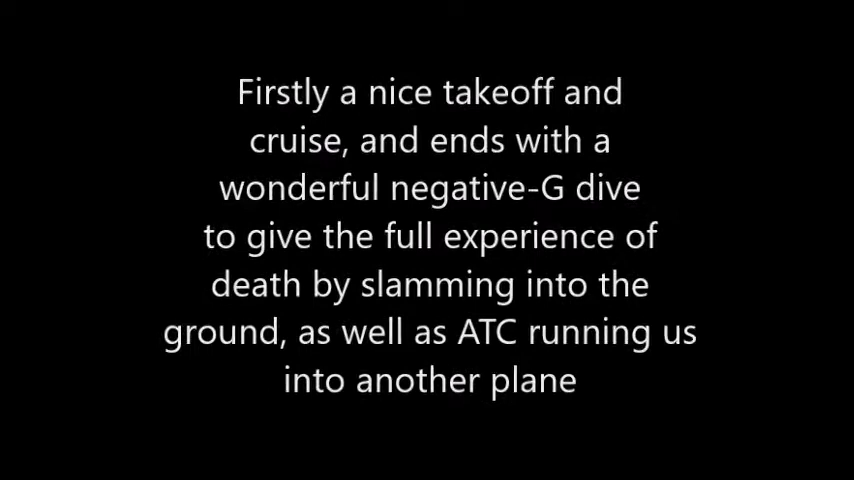 Firstly a nice takeoff and
cruise, and ends with a
wonderful negative-G dive
to give the full experience of
death by slamming into the
ground, as well as ATC running us
into another plane